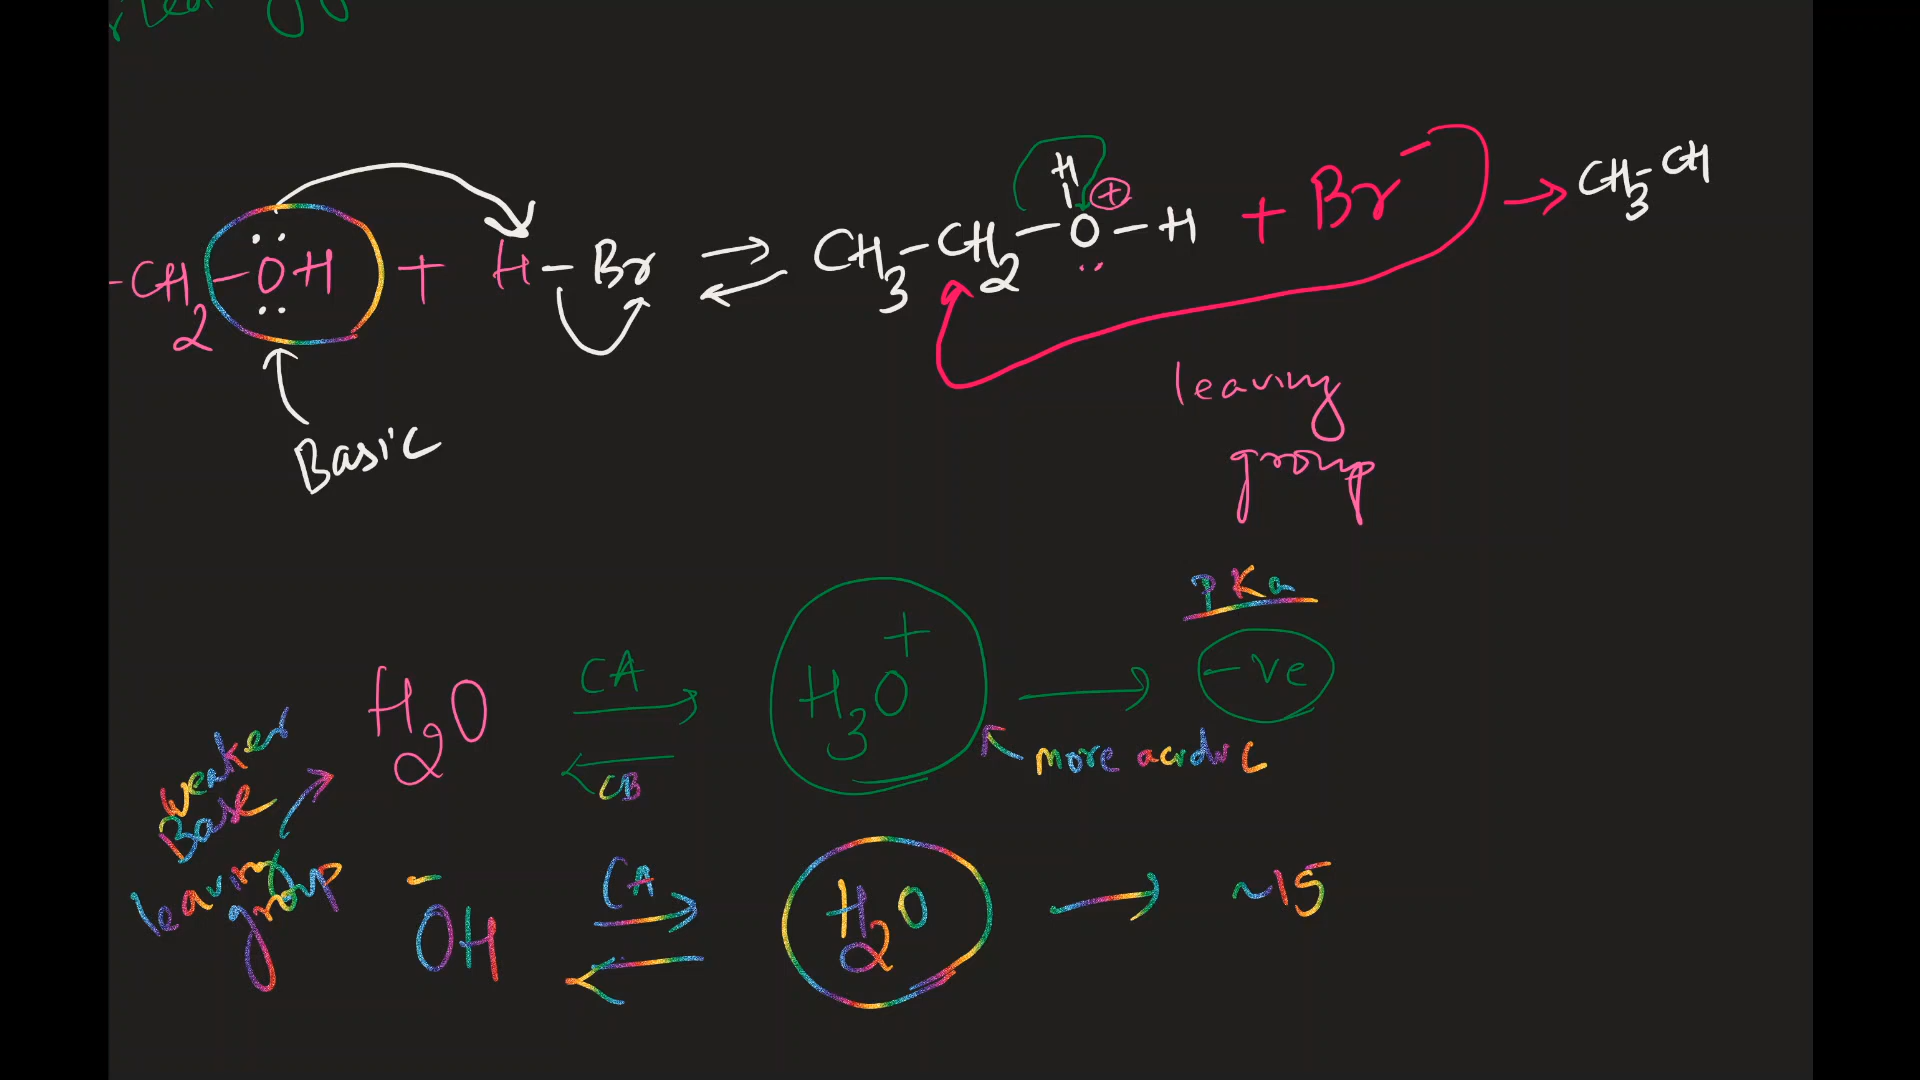 -CH2-OH + H-Br ⇌ CH3-CH2-O-H + Br⁻ → CH3-CH
H
⊕
Basic
leaving
group
pKa
H2O CA H3O+ → -ve
CB
more acidic
weaker
Base
leaving
group
⁻OH CA H2O → ~15